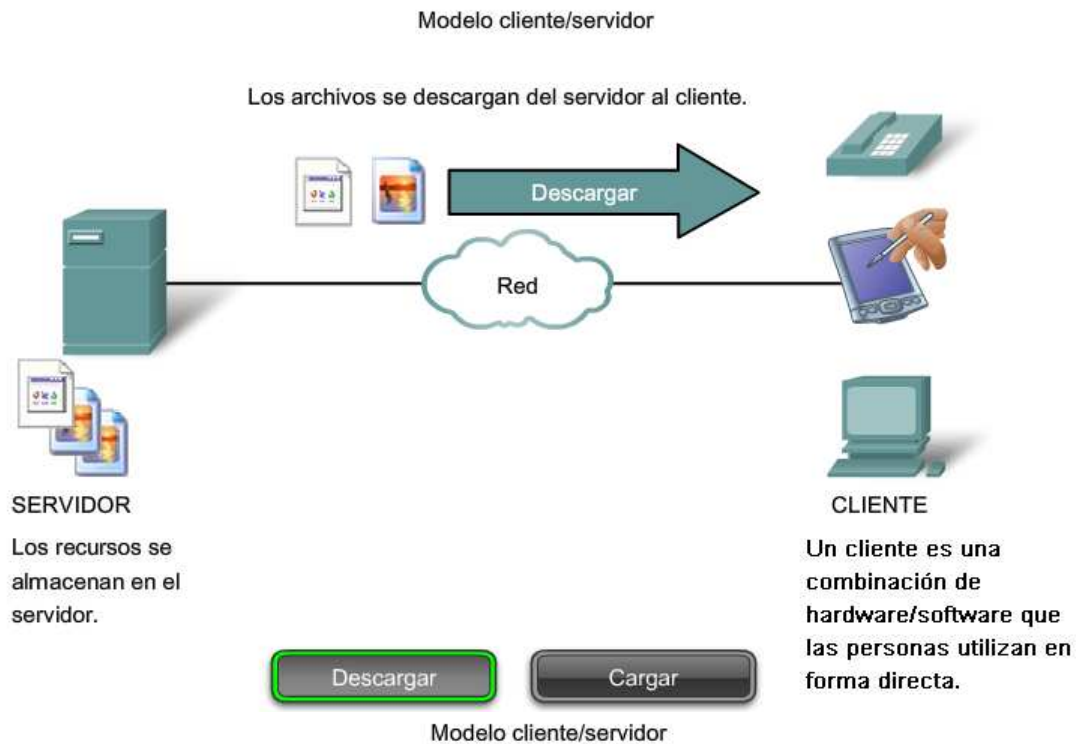 Modelo cliente/servidor
Los archivos se descargan del servidor al cliente.
Descargar
Red
SERVIDOR
Los recursos se
almacenan en el
servidor.
CLIENTE
Un cliente es una
combinación de
hardware/software que
las personas utilizan en
forma directa.
Descargar
Cargar
Modelo cliente/servidor